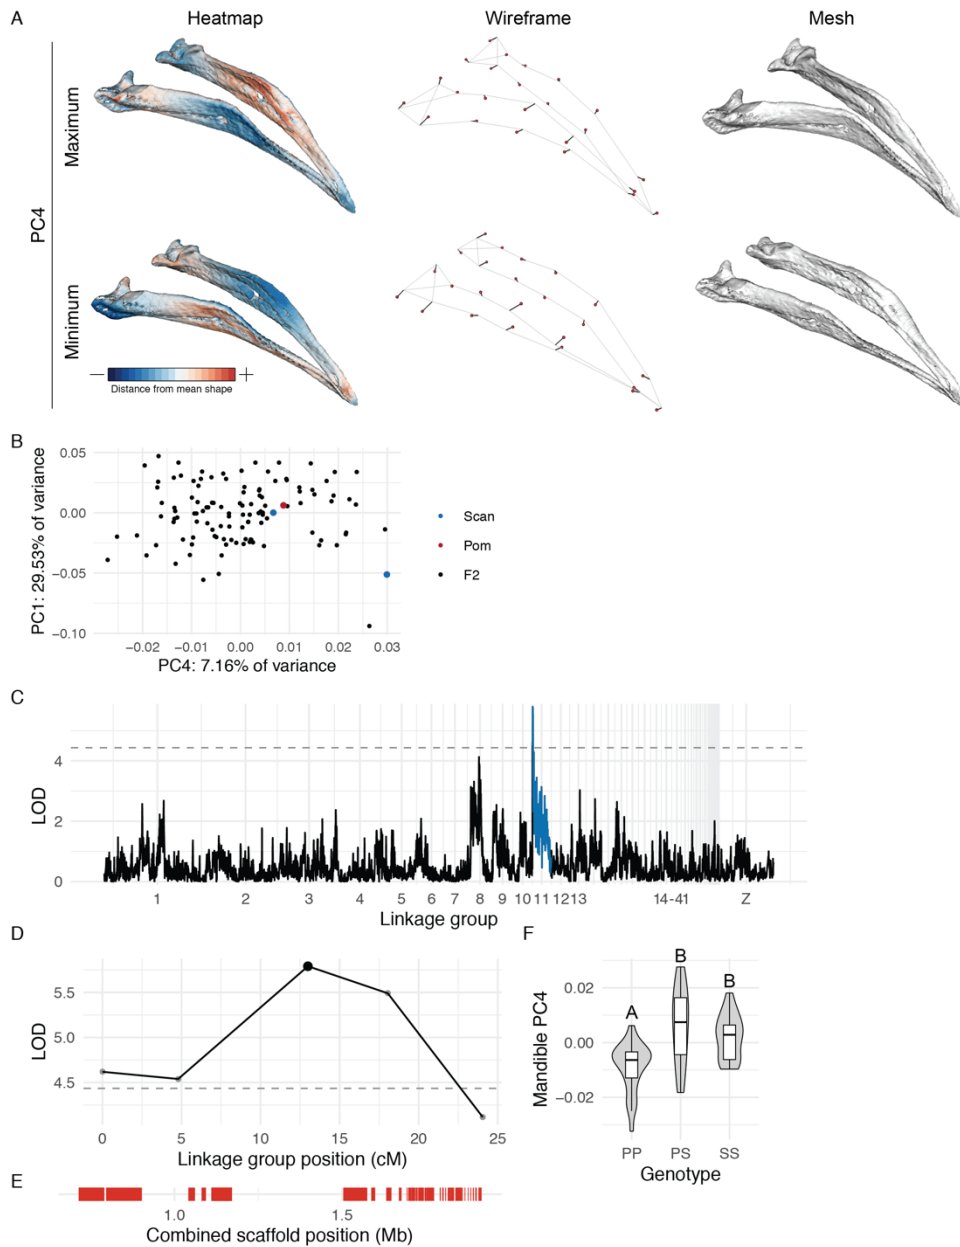 A
Heatmap
Wireframe
Mesh
PC4
Maximum
Minimum
— +
Distance from mean shape
B
0.05
0.00
−0.05
−0.10
PC1: 29.53% of variance
−0.02 −0.01 0.00 0.01 0.02 0.03
PC4: 7.16% of variance
Scan
Pom
F2
C
4
2
0
LOD
1 2 3 4 5 6 7 8 9 10 11 12 13 14-41 Z
Linkage group
D
5.5
5.0
4.5
LOD
0 5 10 15 20 25
Linkage group position (cM)
E
1.0 1.5
Combined scaffold position (Mb)
F
A B B
0.02
0.00
−0.02
Mandible PC4
PP PS SS
Genotype